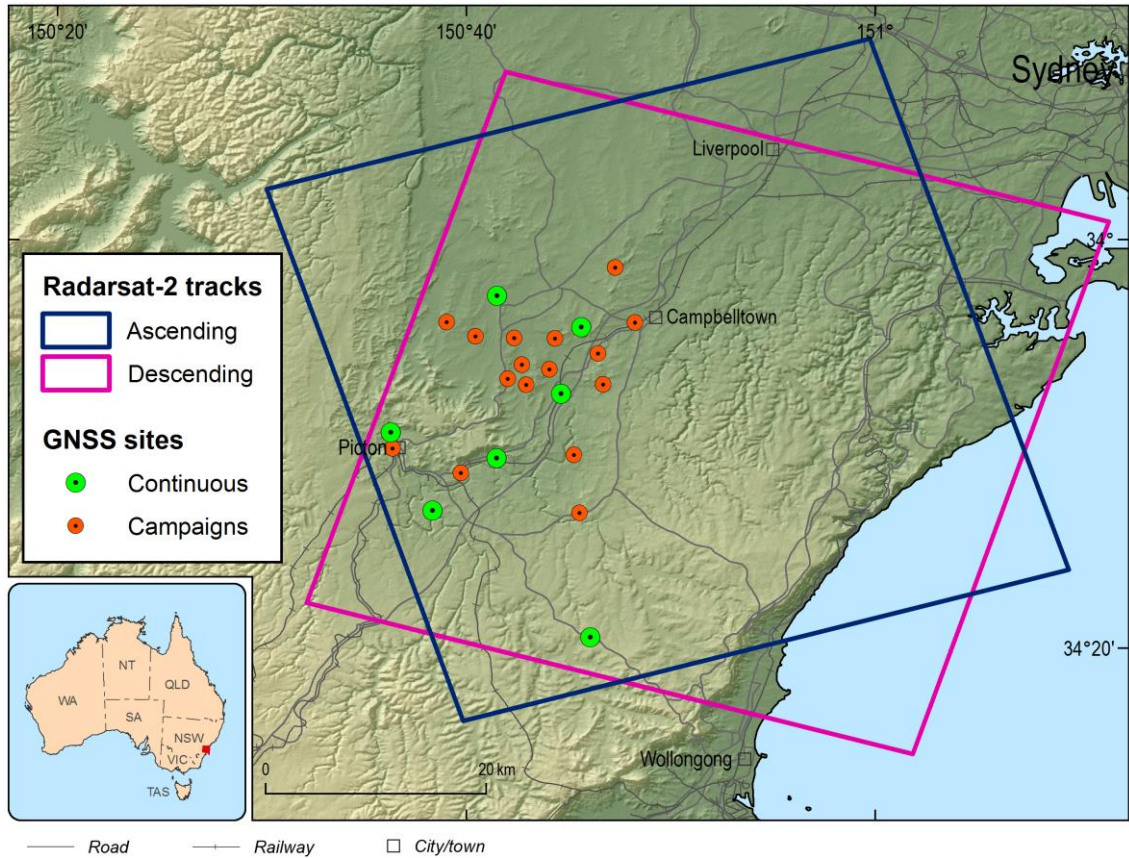 150°20'
150°40'
151°
Sydney
Liverpool
34°
Radarsat-2 tracks
Ascending
Descending
GNSS sites
Continuous
Campaigns
Campbelltown
Picton
34°20'
Wollongong
0
20 km
NT
QLD
WA
SA
NSW
VIC
TAS
Road
Railway
City/town